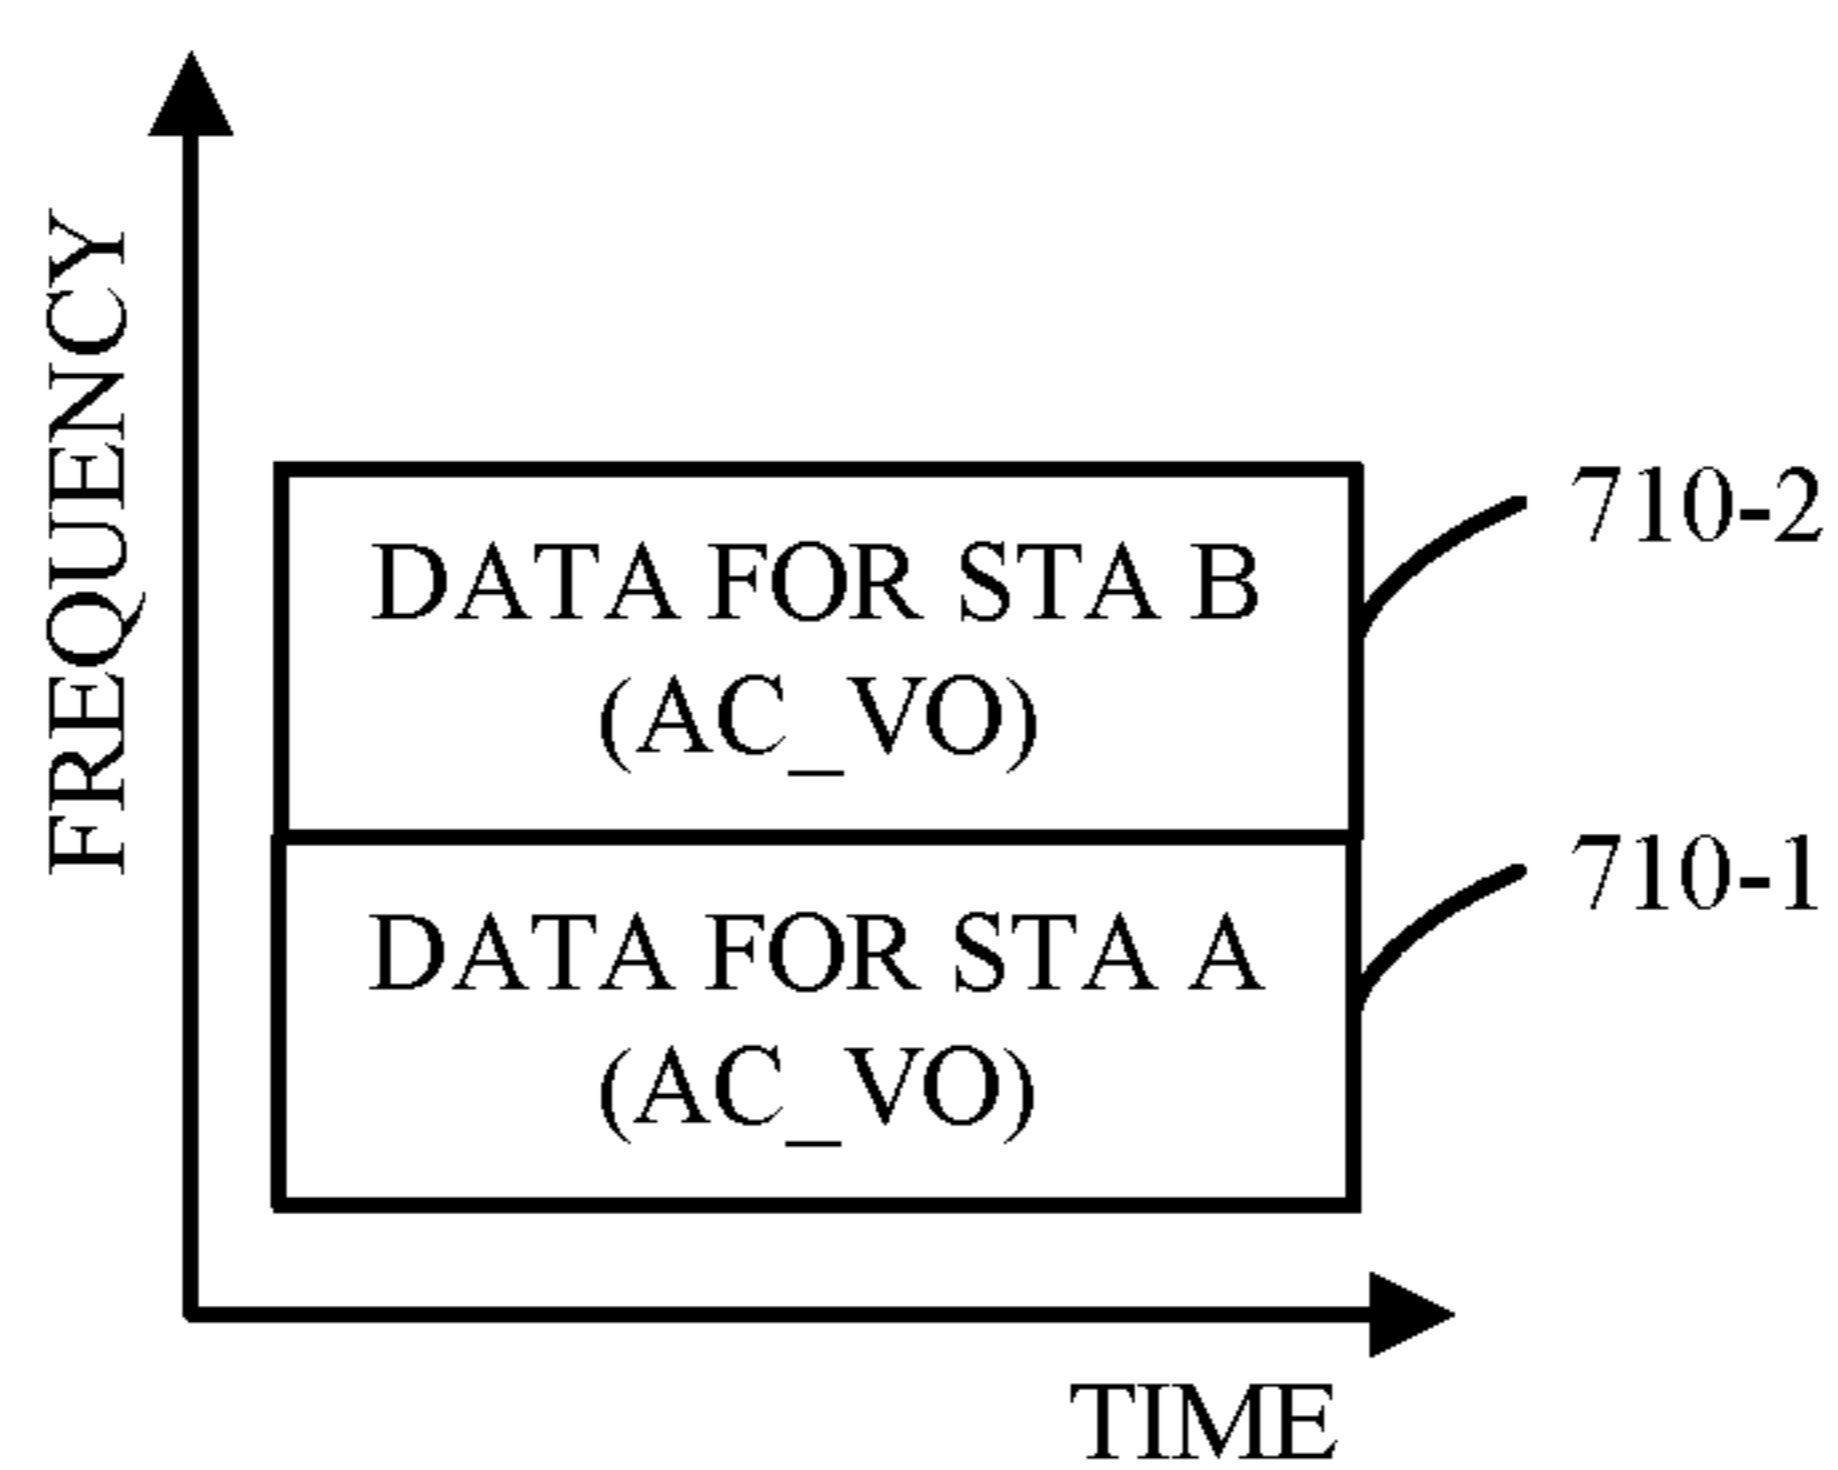 FREQUENCY
DATA FOR STA B
(AC_VO)
710-2
DATA FOR STA A
(AC_VO)
710-1
TIME